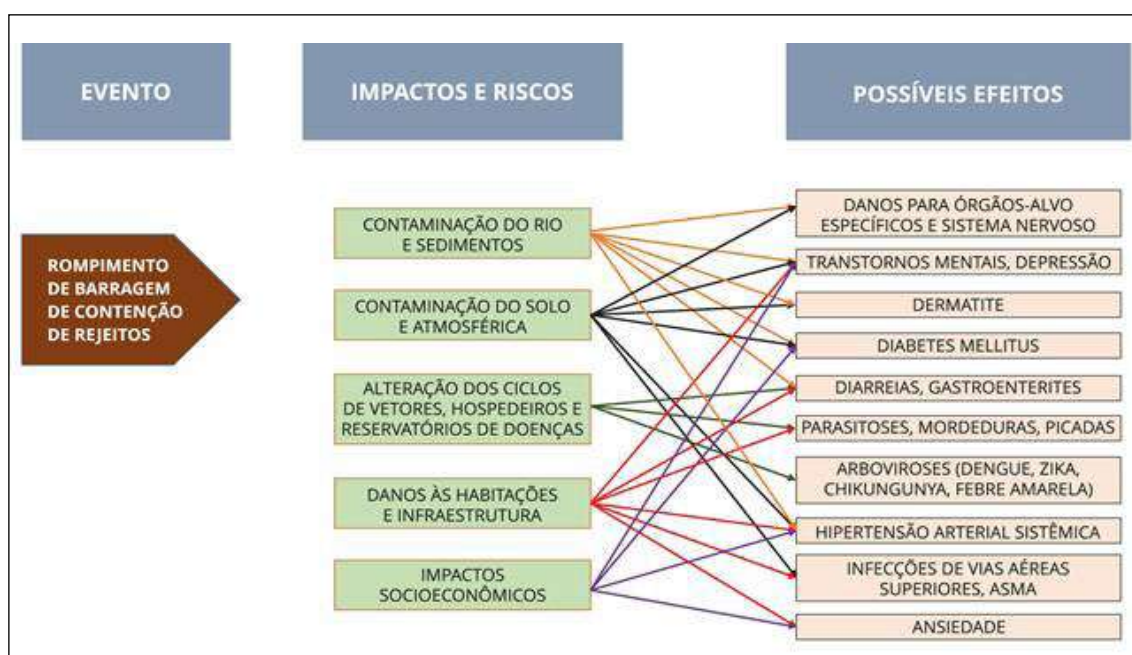 EVENTO
IMPACTOS E RISCOS
POSSÍVEIS EFEITOS
ROMPIMENTO
DE BARRAGEM
DE CONTENÇÃO
DE REJEITOS
CONTAMINAÇÃO DO RIO
E SEDIMENTOS
CONTAMINAÇÃO DO SOLO
E ATMOSFÉRICA
ALTERAÇÃO DOS CICLOS
DE VETORES, HOSPEDEIROS E
RESERVATÓRIOS DE DOENÇAS
DANOS ÀS HABITAÇÕES
E INFRAESTRUTURA
IMPACTOS
SOCIOECONÔMICOS
DANOS PARA ÓRGÃOS-ALVO
ESPECÍFICOS E SISTEMA NERVOSO
TRANSTORNOS MENTAIS, DEPRESSÃO
DERMATITE
DIABETES MELLITUS
DIARREIAS, GASTROENTERITES
PARASITOSES, MORDEDURAS, PICADAS
ARBOVIROSES (DENGUE, ZIKA,
CHIKUNGUNYA, FEBRE AMARELA)
HIPERTENSÃO ARTERIAL SISTÊMICA
INFECÇÕES DE VIAS AÉREAS
SUPERIORES, ASMA
ANSIEDADE